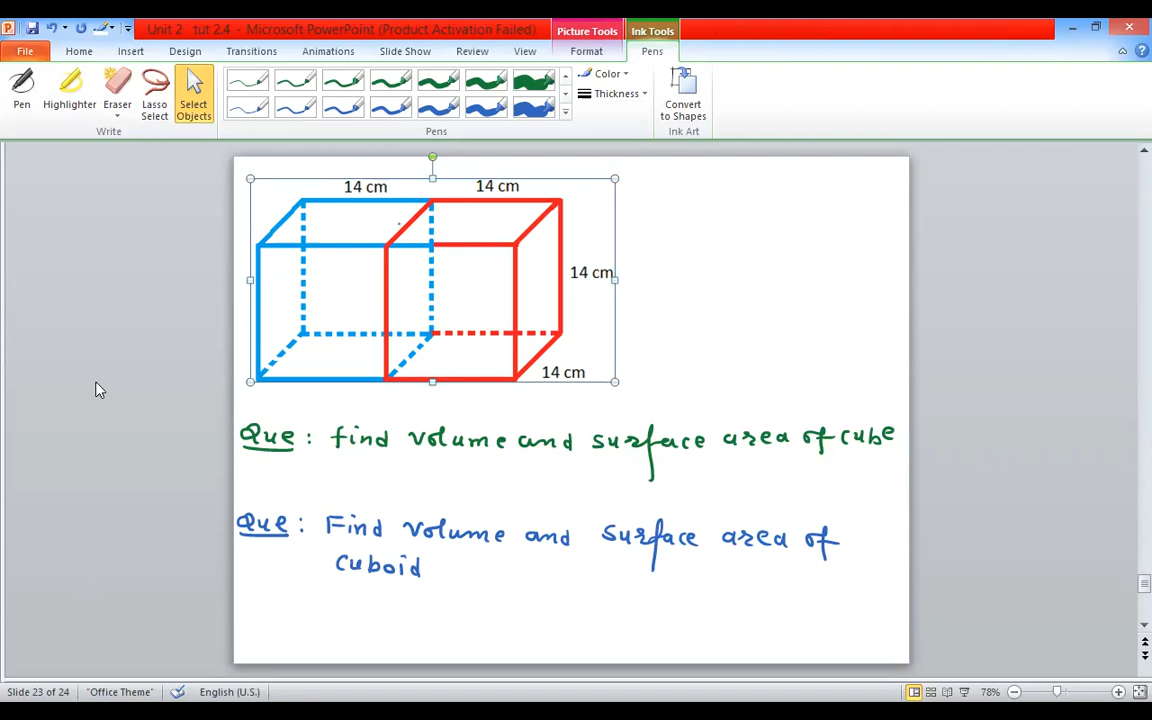 Unit 2 tut 2.4 - Microsoft PowerPoint (Product Activation Failed)
Picture Tools Ink Tools
File Home Insert Design Transitions Animations Slide Show Review View Format Pens
Pen Highlighter Eraser Lasso Select Select Objects
Color
Thickness
Convert to Shapes
Write Pens Ink Art
14 cm 14 cm
14 cm
14 cm
Que : find volume and surface area of cube
Que : Find volume and surface area of
cuboid
Slide 23 of 24 "Office Theme" English (U.S.) 78%